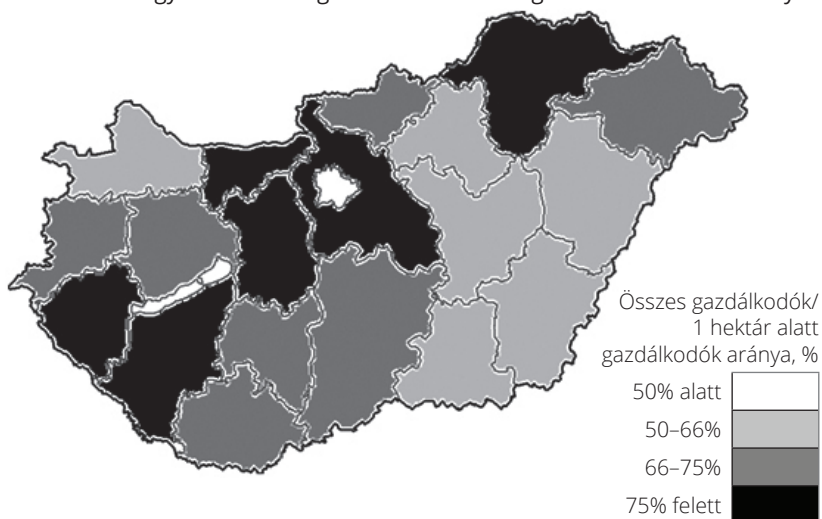 Összes gazdálkodók/
1 hektár alatt
gazdálkodók aránya, %
50% alatt
50–66%
66–75%
75% felett